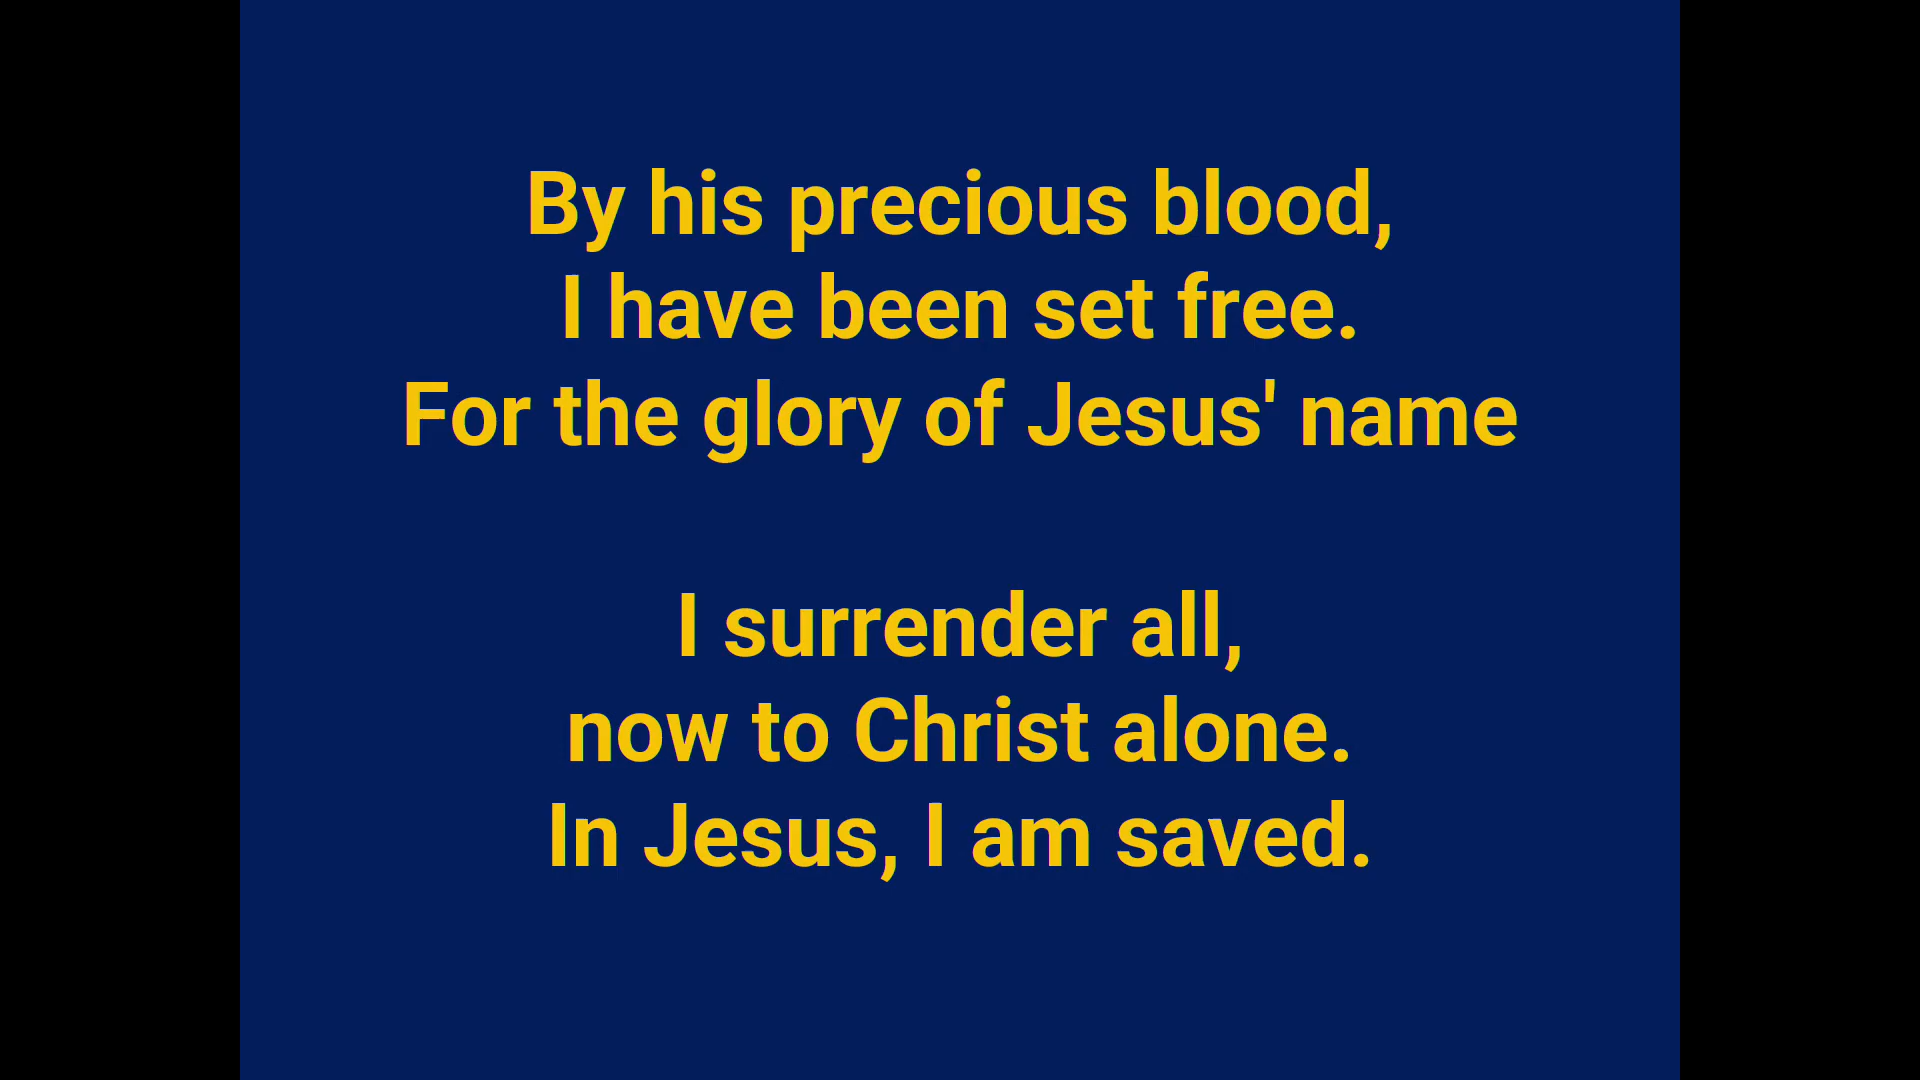 By his precious blood,
I have been set free.
For the glory of Jesus' name
I surrender all,
now to Christ alone.
In Jesus, I am saved.